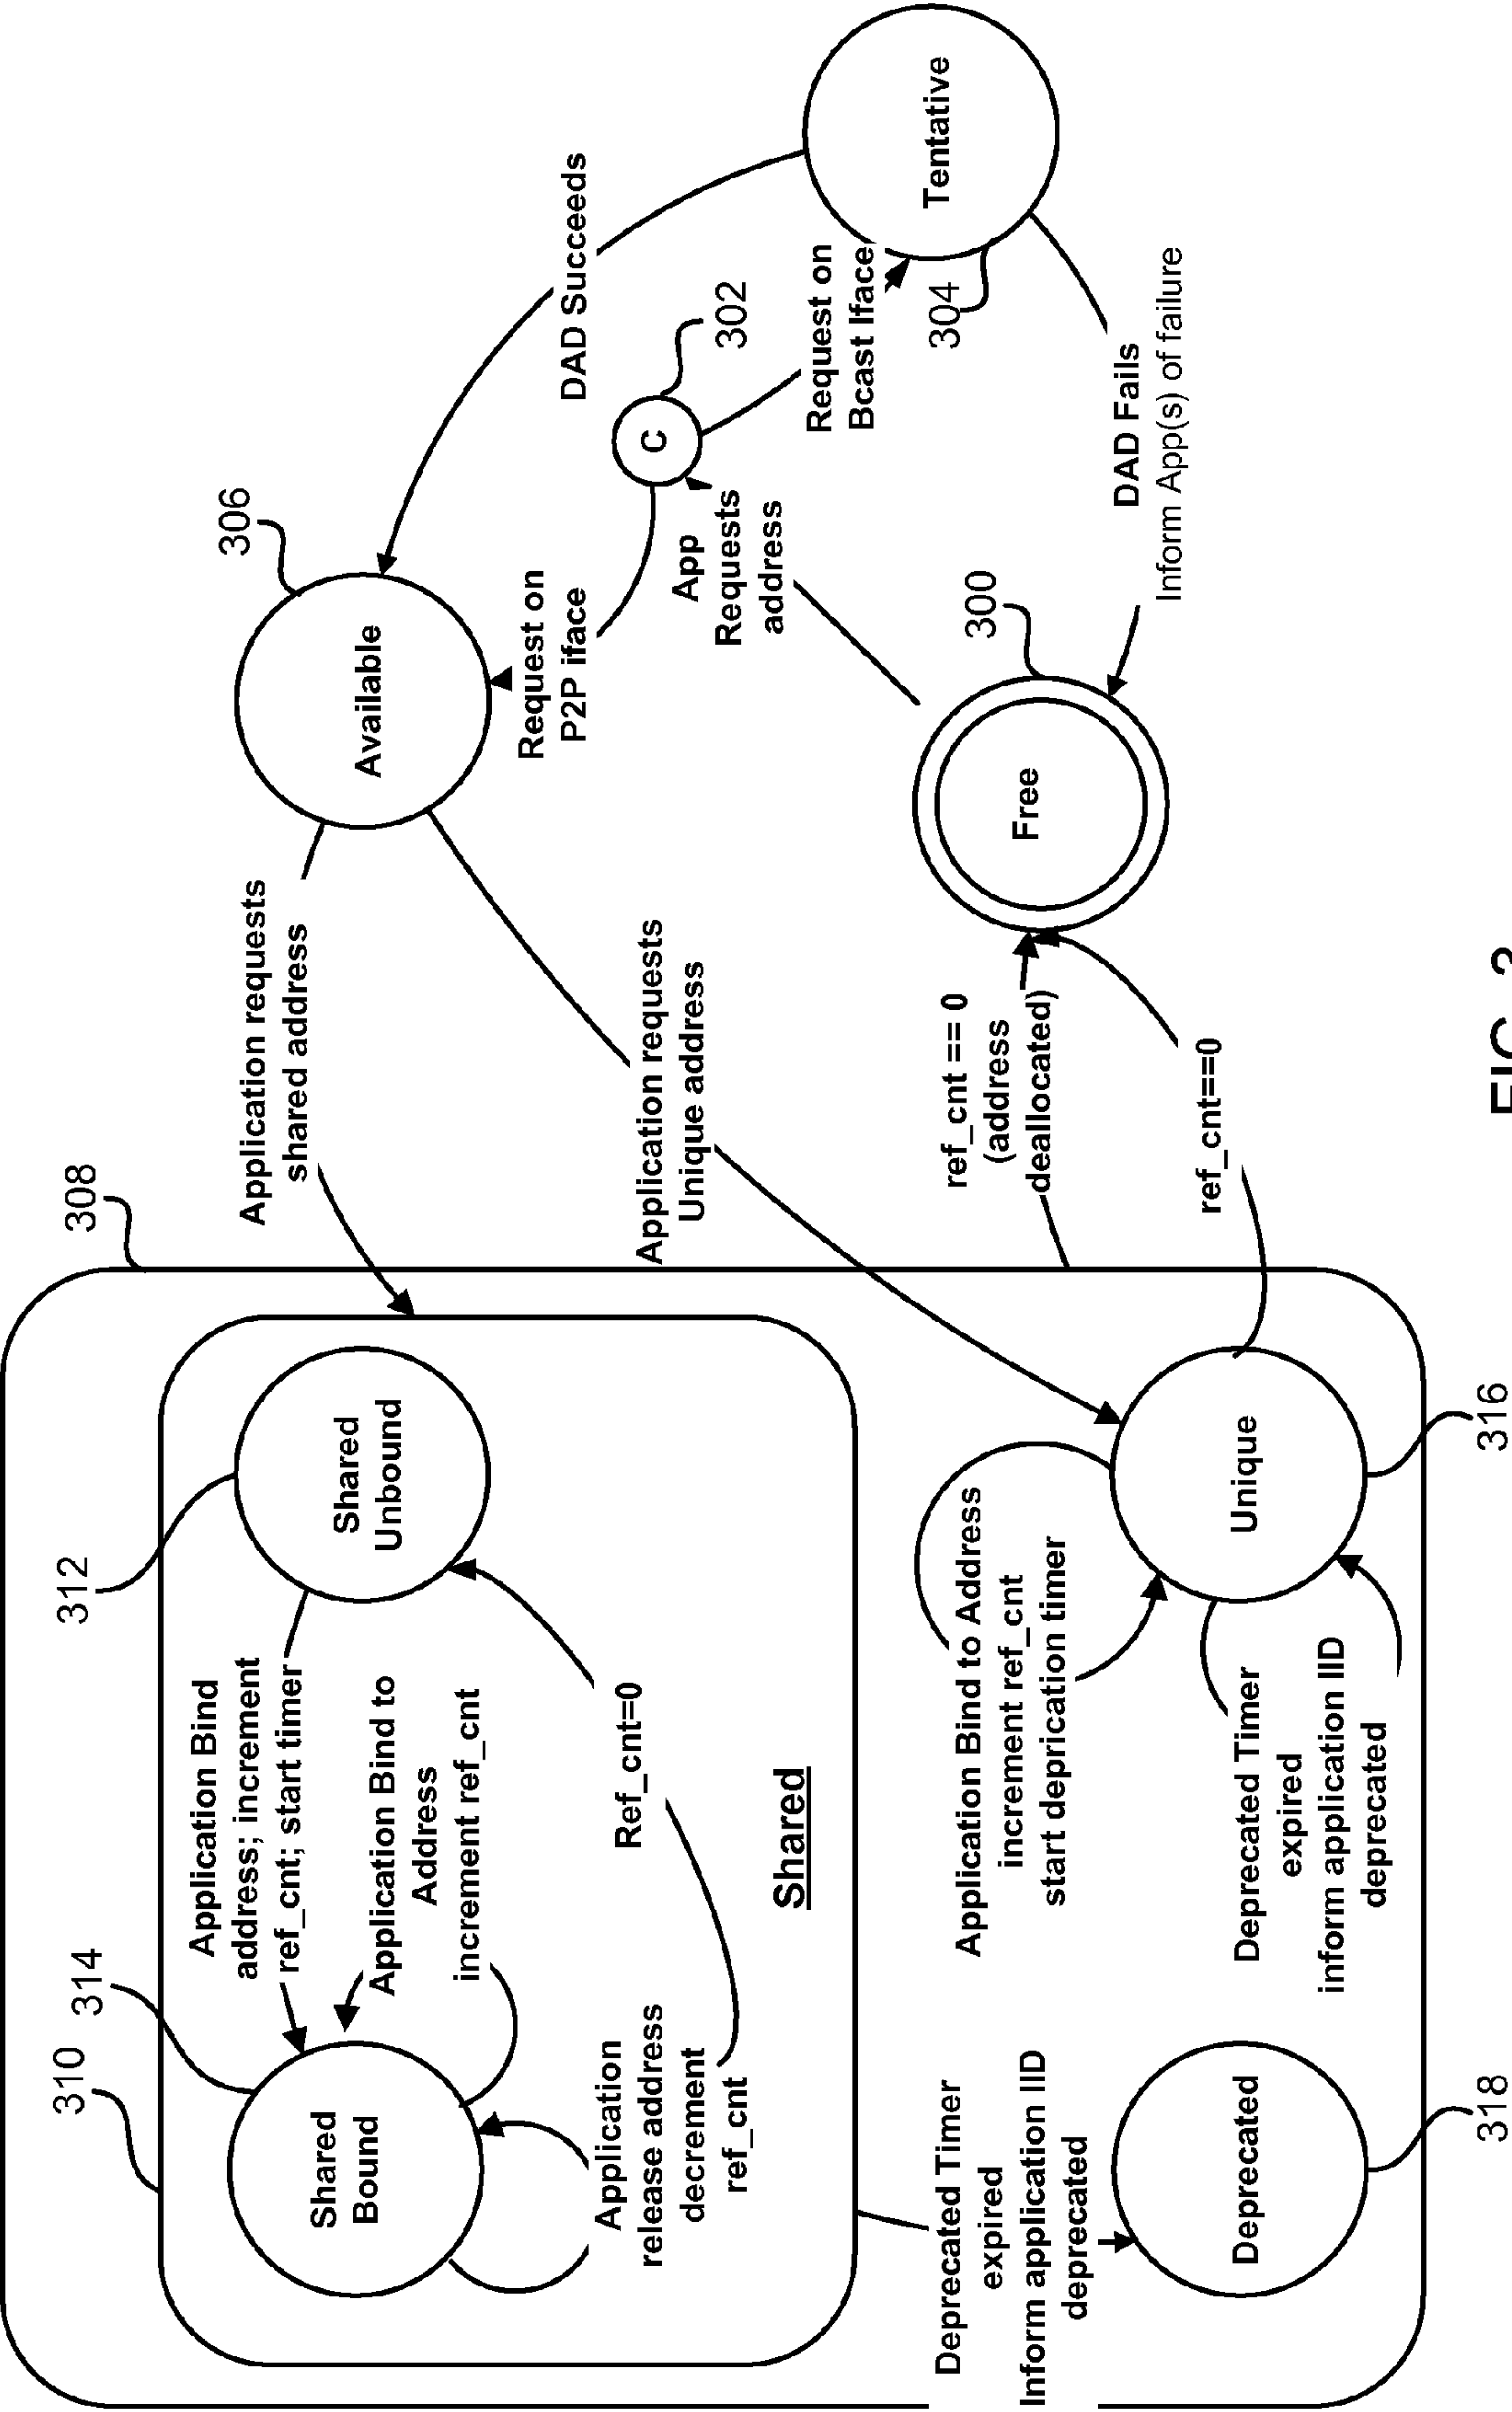 308
310
314
312
306
Shared
Bound
Application Bind
address; increment
ref_cnt; start timer
Shared
Unbound
Application requests
shared address
Available
DAD Succeeds
Application Bind to
Address
increment ref_cnt
Application
release address
decrement
ref_cnt
Ref_cnt=0
Request on
P2P iface
C
302
App
Requests
address
Shared
Application requests
Unique address
Request on
Bcast Iface
Tentative
304
Deprecated Timer
expired
Inform application IID
deprecated
Application Bind to Address
increment ref_cnt
start deprication timer
ref_cnt == 0
(address
deallocated)
Free
300
DAD Fails
Inform App(s) of failure
Deprecated
318
Deprecated Timer
expired
inform application IID
deprecated
Unique
316
ref_cnt==0